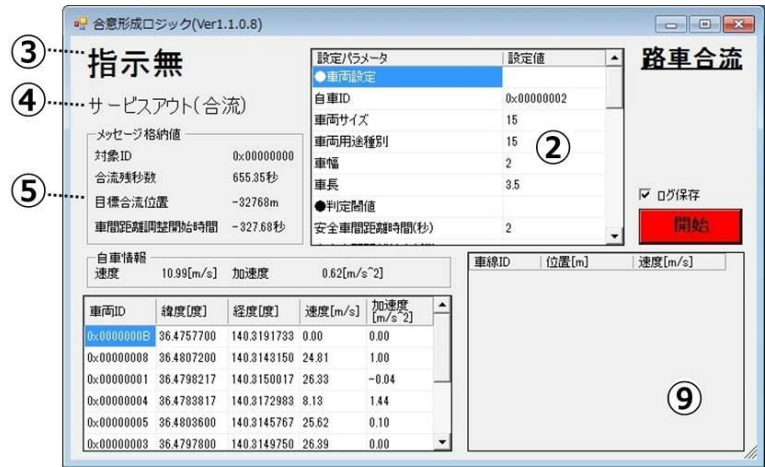 合意形成ロジック(Ver1.1.0.8)
③
指示無
④
サービスアウト(合流)
メッセージ格納値
対象ID 0x00000000
合流残秒数 655.35秒
⑤
目標合流位置 -32768m
車間距離調整開始時間 -327.68秒
設定パラメータ 設定値
●車両設定
自車ID 0x00000002
車両サイズ 15
車両用途種別 15
②
車幅 2
車長 3.5
●判定閾値
安全車間距離時間(秒) 2
路車合流
ログ保存
開始
自車情報
速度 10.99[m/s] 加速度 0.62[m/s^2]
車両ID 緯度[度] 経度[度] 速度[m/s] 加速度[m/s^2]
0x0000000B 36.4757700 140.3191733 0.00 0.00
0x00000008 36.4807200 140.3143150 24.81 1.00
0x00000001 36.4798217 140.3150017 26.33 -0.04
0x00000004 36.4783817 140.3172983 8.13 1.44
0x00000005 36.4803600 140.3145767 25.62 0.10
0x00000003 36.4797800 140.3149750 26.39 0.00
車線ID 位置[m] 速度[m/s]
⑨